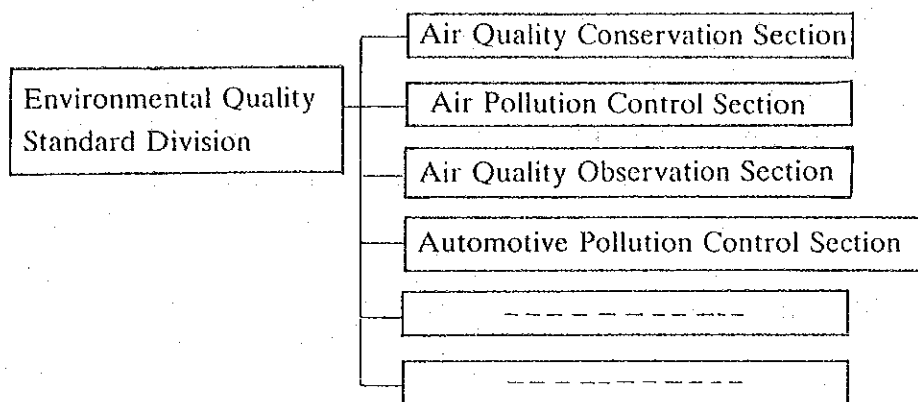 Air Quality Conservation Section
Environmental Quality
Standard Division
Air Pollution Control Section
Air Quality Observation Section
Automotive Pollution Control Section
– – – – – – – – – –
– – – – – – – – – –